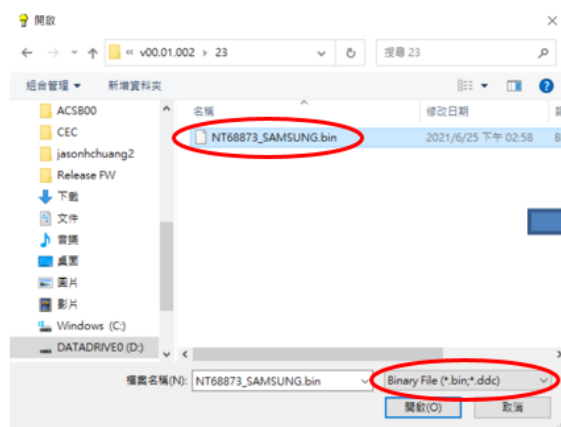 開啟
« v00.01.002 › 23
搜尋 23
組合管理 新增資料夾
名稱 修改日期
ACSB00
NT68873_SAMSUNG.bin 2021/6/25 下午 02:58
CEC
jasonhchuang2
Release FW
下載
文件
音樂
桌面
圖片
影片
Windows (C:)
DATADRIVE0 (D:)
檔案名稱(N): NT68873_SAMSUNG.bin Binary File (*.bin;*.ddc)
開啟(O) 取消